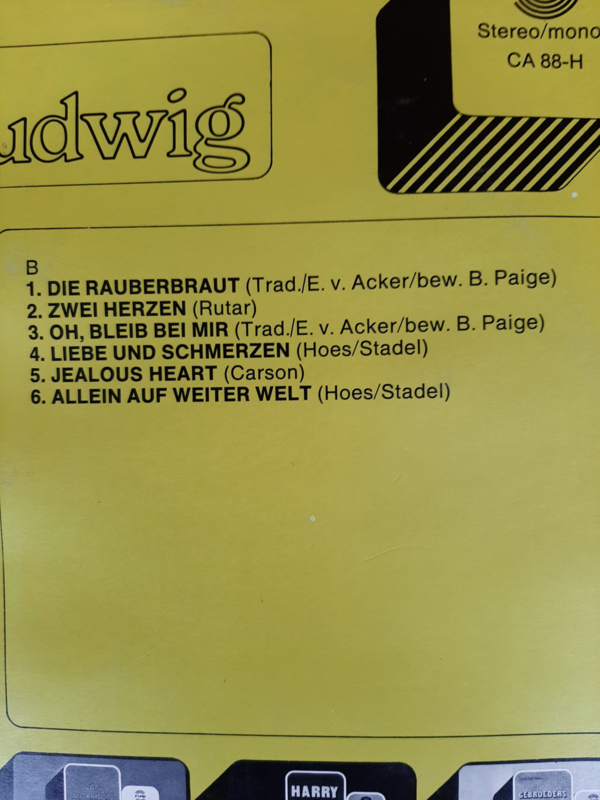 Stereo/mono
CA 88-H
udwig
B
1. DIE RAUBERBRAUT (Trad./E. v. Acker/bew. B. Paige)
2. ZWEI HERZEN (Rutar)
3. OH, BLEIB BEI MIR (Trad./E. v. Acker/bew. B. Paige)
4. LIEBE UND SCHMERZEN (Hoes/Stadel)
5. JEALOUS HEART (Carson)
6. ALLEIN AUF WEITER WELT (Hoes/Stadel)
HARRY
GEBROEDERS